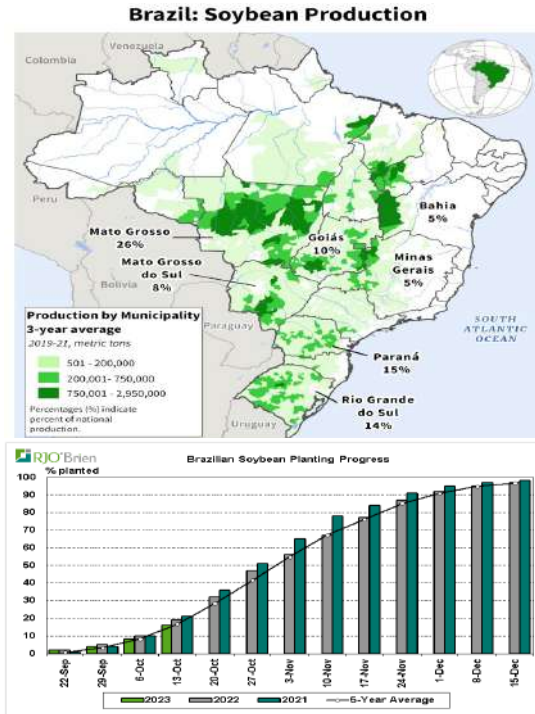 Brazil: Soybean Production
Venezuela
Colombia
Peru
Bahia
5%
Mato Grosso
26%
Goiás
10%
Mato Grosso
do Sul
8%
Minas
Gerais
5%
Bolivia
Production by Municipality
3-year average
2019-21, metric tons
501 - 200,000
200,001- 750,000
750,001 - 2,950,000
Percentages (%) indicate
percent of national
production.
Paraguay
SOUTH
ATLANTIC
OCEAN
Paraná
15%
Rio Grande
do Sul
14%
Uruguay
RJO'Brien
Brazilian Soybean Planting Progress
% planted
100
90
80
70
60
50
40
30
20
10
0
22-Sep
29-Sep
6-Oct
13-Oct
20-Oct
27-Oct
3-Nov
10-Nov
17-Nov
24-Nov
1-Dec
8-Dec
15-Dec
2023
2022
2021
5-Year Average